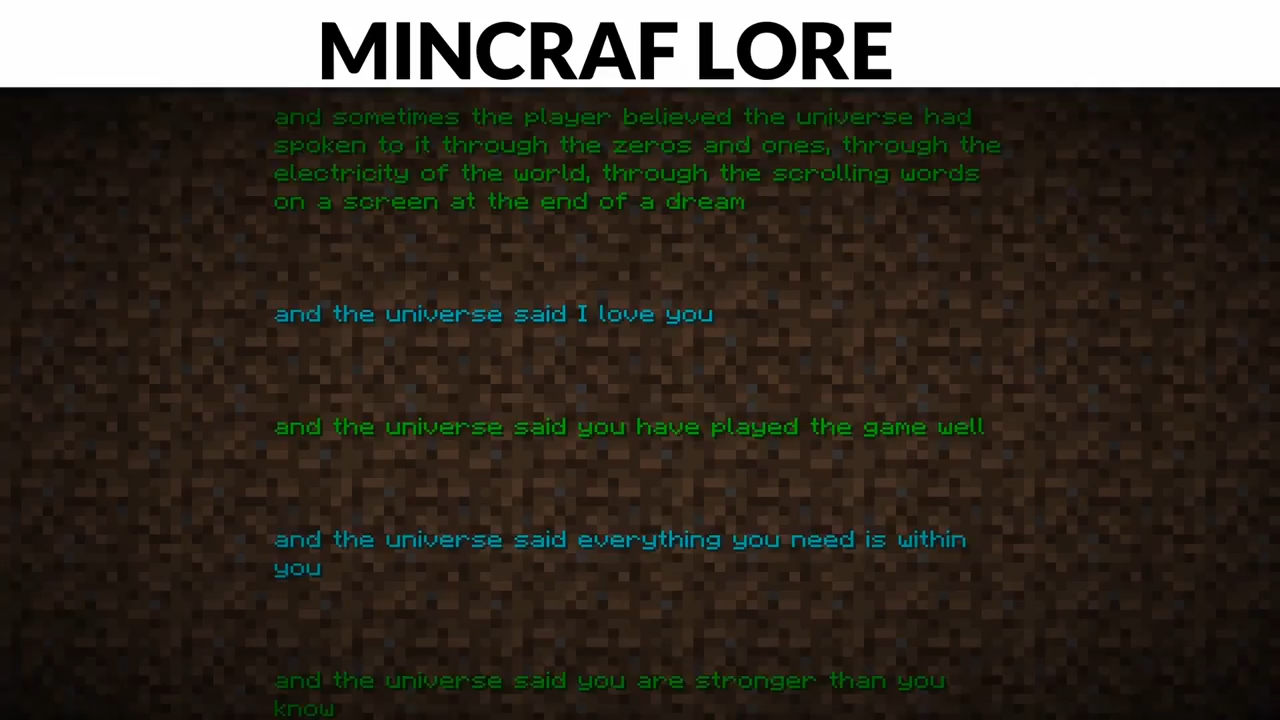 MINCRAF LORE
and sometimes the player believed the universe had
spoken to it through the zeros and ones, through the
electricity of the world, through the scrolling words
on a screen at the end of a dream
and the universe said I love you
and the universe said you have played the game well
and the universe said everything you need is within
you
and the universe said you are stronger than you
know